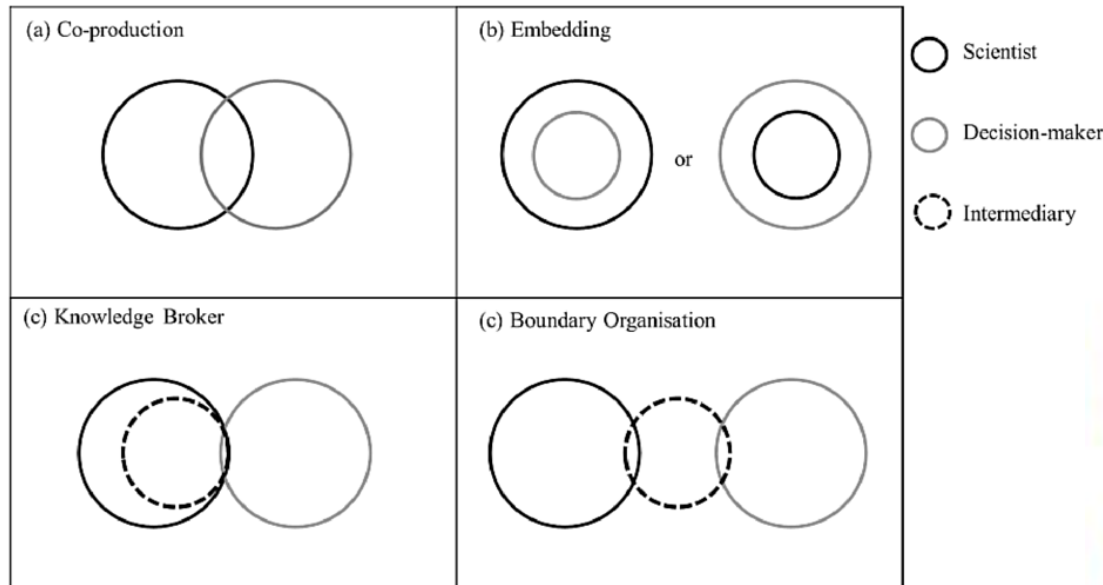 (a) Co-production
(b) Embedding
or
(c) Knowledge Broker
(c) Boundary Organisation
Scientist
Decision-maker
Intermediary